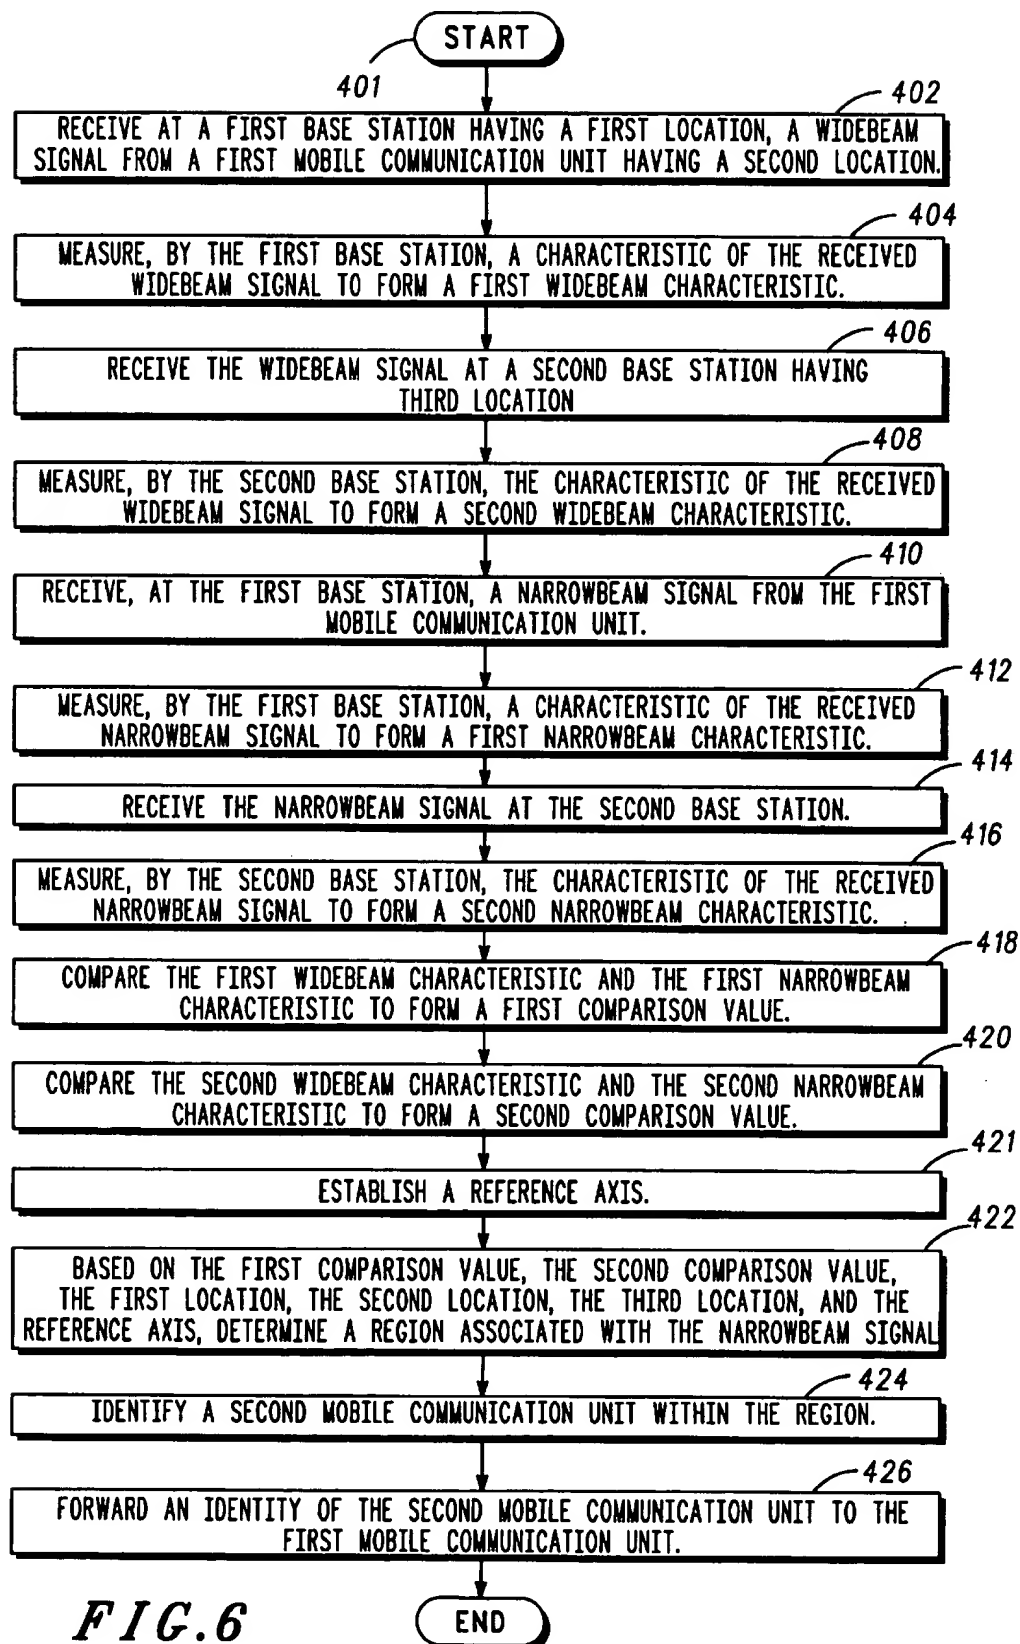 START
401
402
RECEIVE AT A FIRST BASE STATION HAVING A FIRST LOCATION, A WIDEBEAM
SIGNAL FROM A FIRST MOBILE COMMUNICATION UNIT HAVING A SECOND LOCATION.
404
MEASURE, BY THE FIRST BASE STATION, A CHARACTERISTIC OF THE RECEIVED
WIDEBEAM SIGNAL TO FORM A FIRST WIDEBEAM CHARACTERISTIC.
406
RECEIVE THE WIDEBEAM SIGNAL AT A SECOND BASE STATION HAVING
THIRD LOCATION
408
MEASURE, BY THE SECOND BASE STATION, THE CHARACTERISTIC OF THE RECEIVED
WIDEBEAM SIGNAL TO FORM A SECOND WIDEBEAM CHARACTERISTIC.
410
RECEIVE, AT THE FIRST BASE STATION, A NARROWBEAM SIGNAL FROM THE FIRST
MOBILE COMMUNICATION UNIT.
412
MEASURE, BY THE FIRST BASE STATION, A CHARACTERISTIC OF THE RECEIVED
NARROWBEAM SIGNAL TO FORM A FIRST NARROWBEAM CHARACTERISTIC.
414
RECEIVE THE NARROWBEAM SIGNAL AT THE SECOND BASE STATION.
416
MEASURE, BY THE SECOND BASE STATION, THE CHARACTERISTIC OF THE RECEIVED
NARROWBEAM SIGNAL TO FORM A SECOND NARROWBEAM CHARACTERISTIC.
418
COMPARE THE FIRST WIDEBEAM CHARACTERISTIC AND THE FIRST NARROWBEAM
CHARACTERISTIC TO FORM A FIRST COMPARISON VALUE.
420
COMPARE THE SECOND WIDEBEAM CHARACTERISTIC AND THE SECOND NARROWBEAM
CHARACTERISTIC TO FORM A SECOND COMPARISON VALUE.
421
ESTABLISH A REFERENCE AXIS.
422
BASED ON THE FIRST COMPARISON VALUE, THE SECOND COMPARISON VALUE,
THE FIRST LOCATION, THE SECOND LOCATION, THE THIRD LOCATION, AND THE
REFERENCE AXIS, DETERMINE A REGION ASSOCIATED WITH THE NARROWBEAM SIGNAL
424
IDENTIFY A SECOND MOBILE COMMUNICATION UNIT WITHIN THE REGION.
426
FORWARD AN IDENTITY OF THE SECOND MOBILE COMMUNICATION UNIT TO THE
FIRST MOBILE COMMUNICATION UNIT.
END
FIG.6